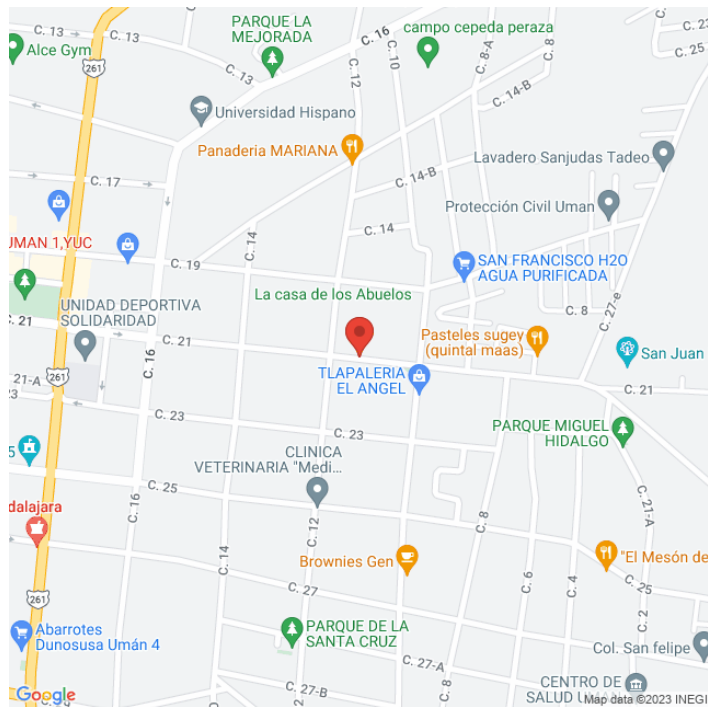 C. 13
C. 13
PARQUE LA
MEJORADA
C. 16
C. 10
campo cepeda peraza
C. 8
C. 23
Alce Gym
261
C. 13
C. 12
C. 8-A
C. 25
C. 14-B
Universidad Hispano
Panaderia MARIANA
Lavadero Sanjudas Tadeo
C. 17
C. 14-B
Protección Civil Uman
C. 14
C. 14
UMAN 1,YUC
C. 19
SAN FRANCISCO H2O
AGUA PURIFICADA
La casa de los Abuelos
C. 27-e
C. 8
UNIDAD DEPORTIVA
SOLIDARIDAD
C. 21
C. 21
Pasteles sugey
(quintal maas)
San Juan
C. 16
21-A
261
TLAPALERIA
EL ANGEL
C. 21
23
C. 23
C. 23
PARQUE MIGUEL
HIDALGO
5
CLINICA
VETERINARIA "Medi...
C. 25
C. 16
dalajara
C. 12
C. 8
C. 21-A
C. 14
Brownies Gen
C. 6
C. 4
"El Mesón de
C. 25
261
C. 27
C. 2
Abarrotes
Dunosusa Umán 4
PARQUE DE LA
SANTA CRUZ
Col. San felipe
C. 27-A
C. 27-B
CENTRO DE
SALUD UMAN
Google
Map data ©2023 INEGI